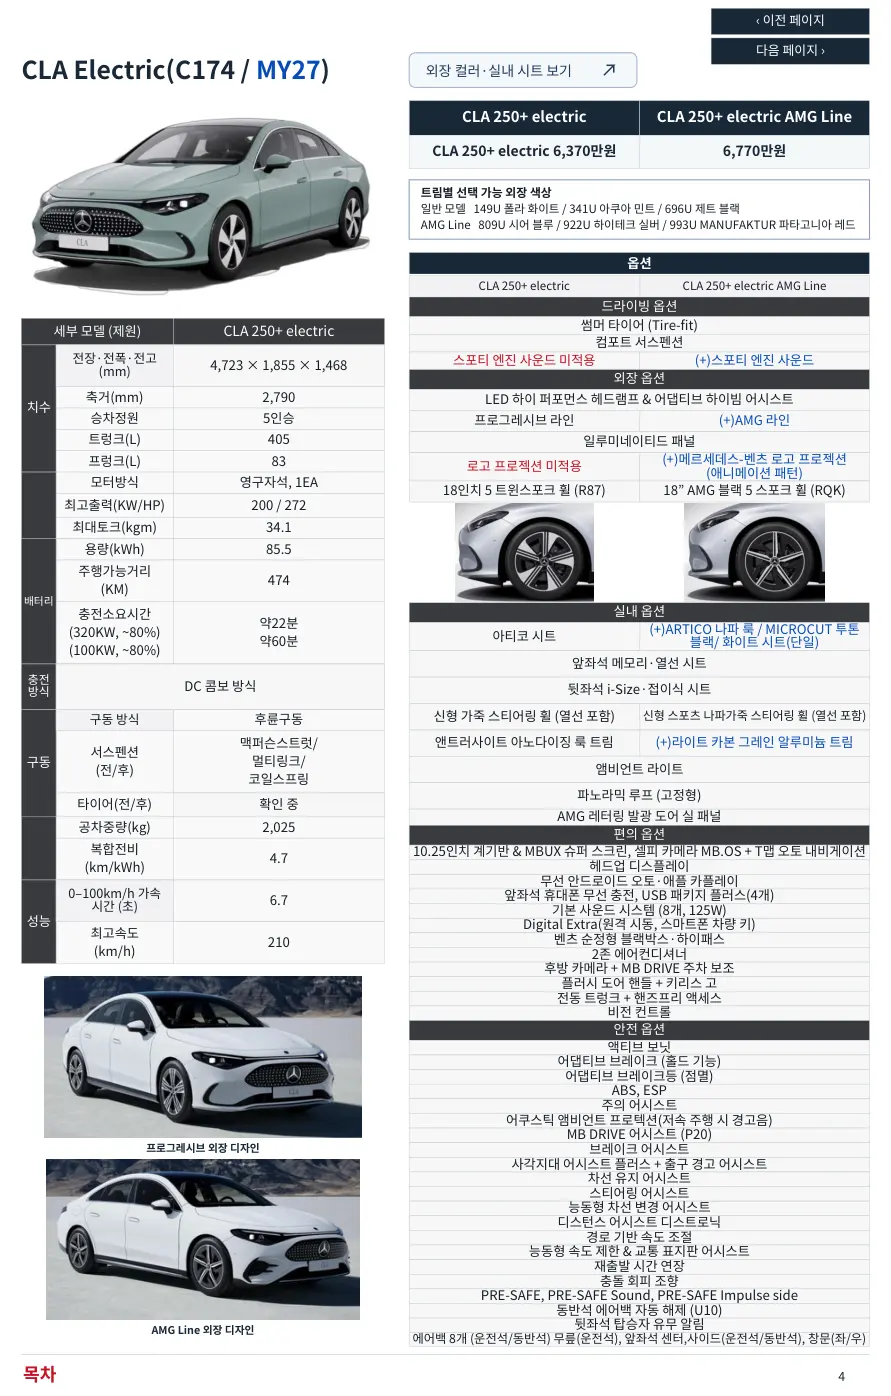 ‹ 이전 페이지
다음 페이지 ›
CLA Electric(C174 / MY27)
외장 컬러·실내 시트 보기 ↗
CLA 250+ electric CLA 250+ electric AMG Line
CLA 250+ electric 6,370만원 6,770만원
트림별 선택 가능 외장 색상
일반 모델 149U 폴라 화이트 / 341U 아쿠아 민트 / 696U 제트 블랙
AMG Line 809U 시어 블루 / 922U 하이테크 실버 / 993U MANUFAKTUR 파타고니아 레드
CLA
세부 모델 (제원) CLA 250+ electric
치수
전장·전폭·전고
(mm)
4,723 × 1,855 × 1,468
축거(mm) 2,790
승차정원 5인승
트렁크(L) 405
프렁크(L) 83
모터방식 영구자석, 1EA
최고출력(KW/HP) 200 / 272
최대토크(kgm) 34.1
배터리
용량(kWh) 85.5
주행가능거리
(KM)
474
충전소요시간
(320KW, ~80%)
(100KW, ~80%)
약22분
약60분
충전
방식
DC 콤보 방식
구동
구동 방식 후륜구동
서스펜션
(전/후)
맥퍼슨스트럿/
멀티링크/
코일스프링
타이어(전/후) 확인 중
공차중량(kg) 2,025
복합전비
(km/kWh)
4.7
성능
0–100km/h 가속
시간 (초)
6.7
최고속도
(km/h)
210
CLA
프로그레시브 외장 디자인
AMG Line 외장 디자인
옵션
CLA 250+ electric CLA 250+ electric AMG Line
드라이빙 옵션
썸머 타이어 (Tire-fit)
컴포트 서스펜션
스포티 엔진 사운드 미적용 (+)스포티 엔진 사운드
외장 옵션
LED 하이 퍼포먼스 헤드램프 & 어댑티브 하이빔 어시스트
프로그레시브 라인 (+)AMG 라인
일루미네이티드 패널
로고 프로젝션 미적용
(+)메르세데스-벤츠 로고 프로젝션
(애니메이션 패턴)
18인치 5 트윈스포크 휠 (R87) 18” AMG 블랙 5 스포크 휠 (RQK)
실내 옵션
아티코 시트
(+)ARTICO 나파 룩 / MICROCUT 투톤
블랙/ 화이트 시트(단일)
앞좌석 메모리·열선 시트
뒷좌석 i-Size·접이식 시트
신형 가죽 스티어링 휠 (열선 포함) 신형 스포츠 나파가죽 스티어링 휠 (열선 포함)
앤트러사이트 아노다이징 룩 트림 (+)라이트 카본 그레인 알루미늄 트림
앰비언트 라이트
파노라믹 루프 (고정형)
AMG 레터링 발광 도어 실 패널
편의 옵션
10.25인치 계기반 & MBUX 슈퍼 스크린, 셀피 카메라 MB.OS + T맵 오토 내비게이션
헤드업 디스플레이
무선 안드로이드 오토·애플 카플레이
앞좌석 휴대폰 무선 충전, USB 패키지 플러스(4개)
기본 사운드 시스템 (8개, 125W)
Digital Extra(원격 시동, 스마트폰 차량 키)
벤츠 순정형 블랙박스·하이패스
2존 에어컨디셔너
후방 카메라 + MB DRIVE 주차 보조
플러시 도어 핸들 + 키리스 고
전동 트렁크 + 핸즈프리 액세스
비전 컨트롤
안전 옵션
액티브 보닛
어댑티브 브레이크 (홀드 기능)
어댑티브 브레이크등 (점멸)
ABS, ESP
주의 어시스트
어쿠스틱 앰비언트 프로텍션(저속 주행 시 경고음)
MB DRIVE 어시스트 (P20)
브레이크 어시스트
사각지대 어시스트 플러스 + 출구 경고 어시스트
차선 유지 어시스트
스티어링 어시스트
능동형 차선 변경 어시스트
디스턴스 어시스트 디스트로닉
경로 기반 속도 조절
능동형 속도 제한 & 교통 표지판 어시스트
재출발 시간 연장
충돌 회피 조향
PRE-SAFE, PRE-SAFE Sound, PRE-SAFE Impulse side
동반석 에어백 자동 해제 (U10)
뒷좌석 탑승자 유무 알림
에어백 8개 (운전석/동반석) 무릎(운전석), 앞좌석 센터,사이드(운전석/동반석), 창문(좌/우)
목차
4